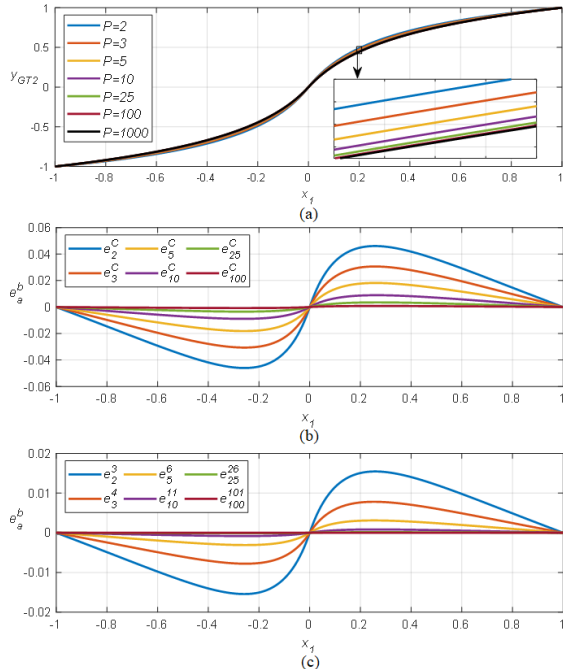 1
0.5
0
-0.5
-1
y_GT2
P=2
P=3
P=5
P=10
P=25
P=100
P=1000
-1 -0.8 -0.6 -0.4 -0.2 0 0.2 0.4 0.6 0.8 1
x_1
(a)
0.06
0.04
0.02
0
-0.02
-0.04
-0.06
e_a^b
e_2^C e_5^C e_25^C
e_3^C e_10^C e_100^C
-1 -0.8 -0.6 -0.4 -0.2 0 0.2 0.4 0.6 0.8 1
x_1
(b)
0.02
0.01
0
-0.01
-0.02
e_a^b
e_2^3 e_5^6 e_25^26
e_3^4 e_10^11 e_100^101
-1 -0.8 -0.6 -0.4 -0.2 0 0.2 0.4 0.6 0.8 1
x_1
(c)